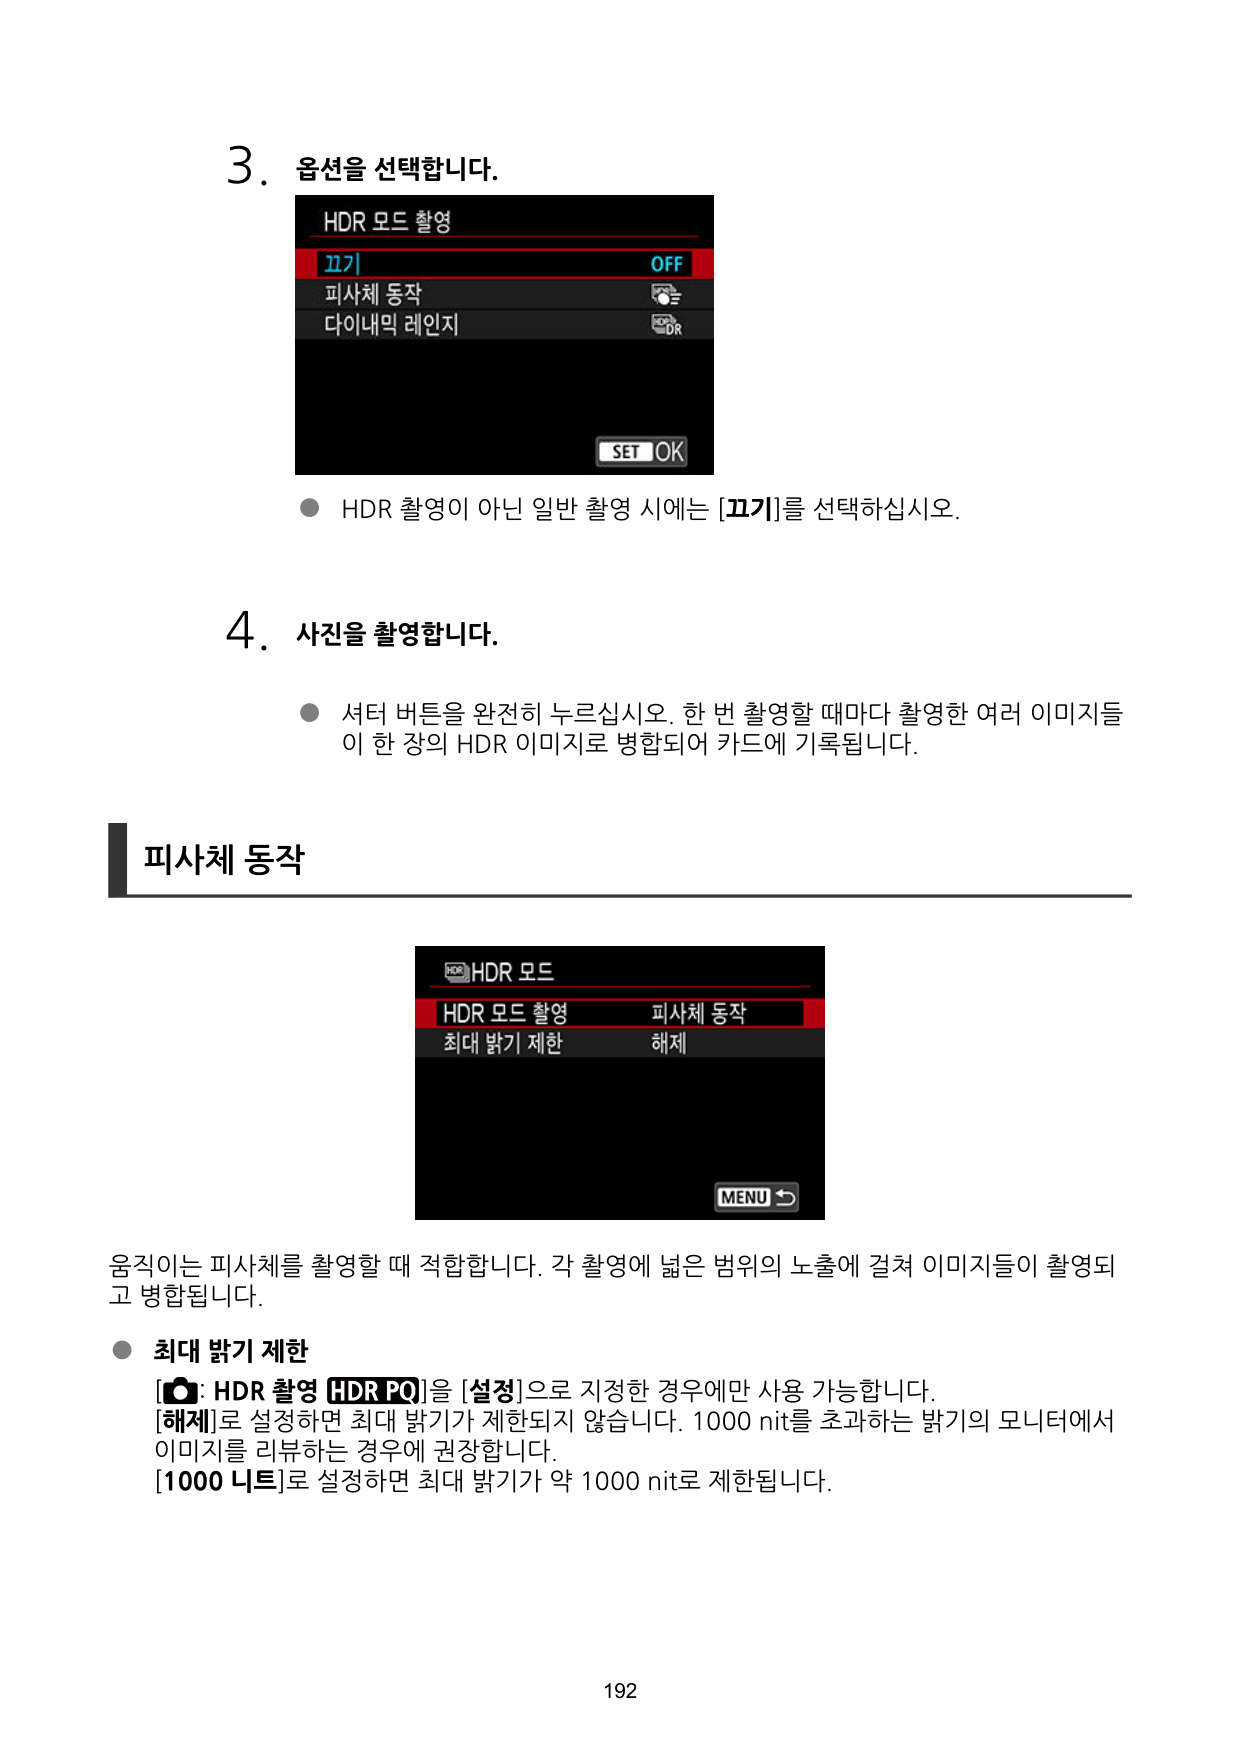 3. 옵션을 선택합니다.
HDR 모드 촬영
끄기 OFF
피사체 동작
다이내믹 레인지
SET OK
● HDR 촬영이 아닌 일반 촬영 시에는 [끄기]를 선택하십시오.
4. 사진을 촬영합니다.
● 셔터 버튼을 완전히 누르십시오. 한 번 촬영할 때마다 촬영한 여러 이미지들
이 한 장의 HDR 이미지로 병합되어 카드에 기록됩니다.
피사체 동작
HDR HDR 모드
HDR 모드 촬영 피사체 동작
최대 밝기 제한 해제
MENU
움직이는 피사체를 촬영할 때 적합합니다. 각 촬영에 넓은 범위의 노출에 걸쳐 이미지들이 촬영되
고 병합됩니다.
● 최대 밝기 제한
[: HDR 촬영 HDR PQ]을 [설정]으로 지정한 경우에만 사용 가능합니다.
[해제]로 설정하면 최대 밝기가 제한되지 않습니다. 1000 nit를 초과하는 밝기의 모니터에서
이미지를 리뷰하는 경우에 권장합니다.
[1000 니트]로 설정하면 최대 밝기가 약 1000 nit로 제한됩니다.
192